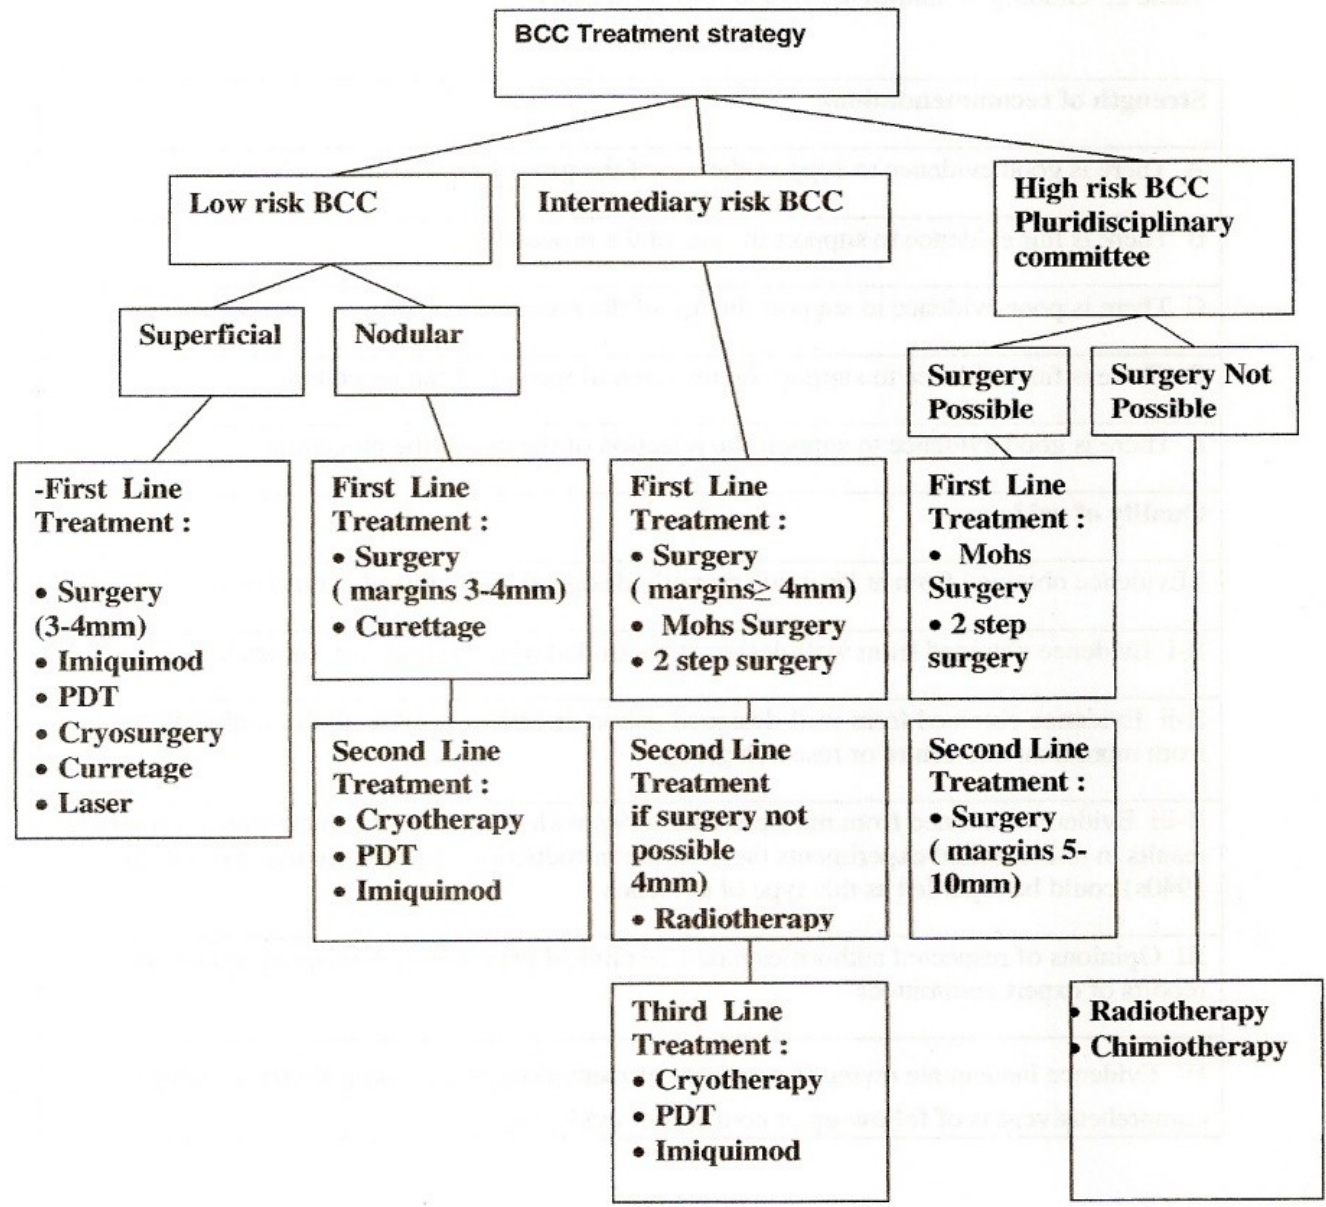 BCC Treatment strategy
Low risk BCC
Intermediary risk BCC
High risk BCC
Pluridisciplinary
committee
Superficial
Nodular
Surgery
Possible
Surgery Not
Possible
-First Line
Treatment :
• Surgery
(3-4mm)
• Imiquimod
• PDT
• Cryosurgery
• Curretage
• Laser
First Line
Treatment :
• Surgery
( margins 3-4mm)
• Curettage
First Line
Treatment :
• Surgery
( margins≥ 4mm)
• Mohs Surgery
• 2 step surgery
First Line
Treatment :
• Mohs
Surgery
• 2 step
surgery
Second Line
Treatment :
• Cryotherapy
• PDT
• Imiquimod
Second Line
Treatment
if surgery not
possible
4mm)
• Radiotherapy
Second Line
Treatment :
• Surgery
( margins 5-
10mm)
Third Line
Treatment :
• Cryotherapy
• PDT
• Imiquimod
• Radiotherapy
• Chimiotherapy